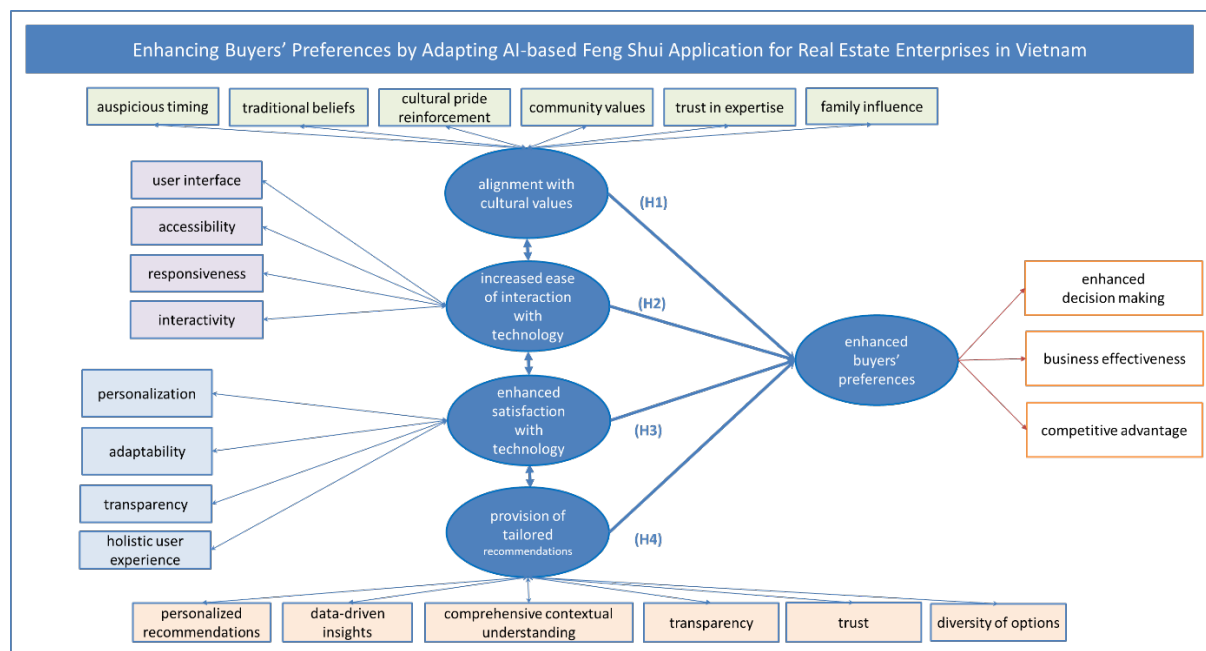 Enhancing Buyers' Preferences by Adapting AI-based Feng Shui Application for Real Estate Enterprises in Vietnam
auspicious timing
traditional beliefs
cultural pride
reinforcement
community values
trust in expertise
family influence
user interface
accessibility
responsiveness
interactivity
alignment with
cultural values
(H1)
increased ease
of interaction
with
technology
(H2)
enhanced
buyers'
preferences
enhanced
decision making
business effectiveness
competitive advantage
personalization
adaptability
transparency
holistic user
experience
enhanced
satisfaction
with
technology
(H3)
provision of
tailored
recommendations
(H4)
personalized
recommendations
data-driven
insights
comprehensive contextual
understanding
transparency
trust
diversity of options